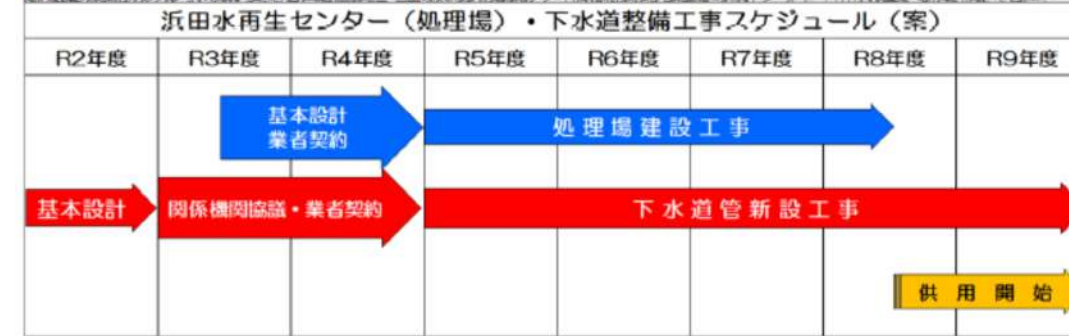 浜田水再生センター（処理場）・下水道整備工事スケジュール（案）
R2年度 R3年度 R4年度 R5年度 R6年度 R7年度 R8年度 R9年度
基本設計
業者契約
処理場建設工事
基本設計 関係機関協議・業者契約 下水道管新設工事
供用開始